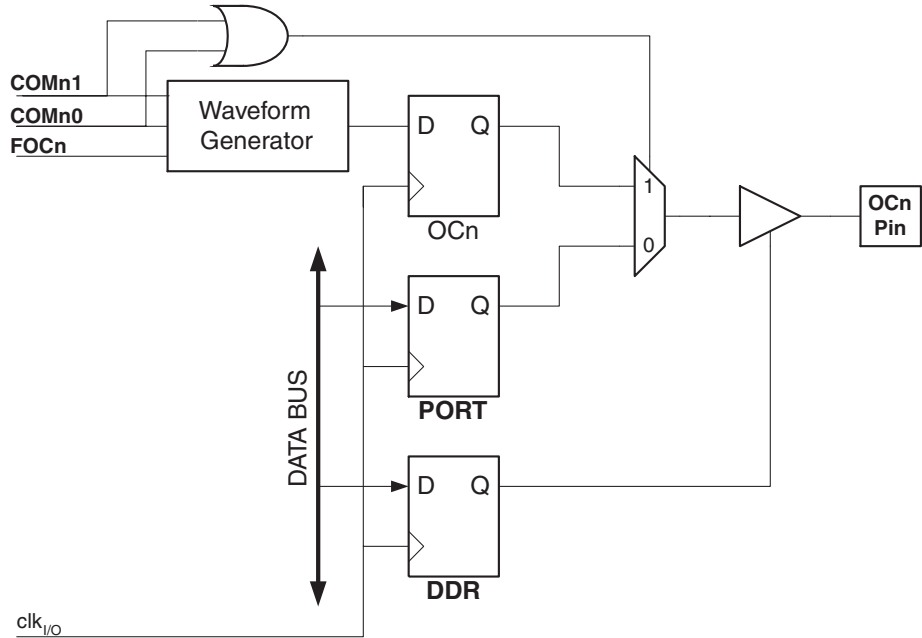 COMn1
COMn0
FOCn
Waveform
Generator
D Q
OCn
1
0
OCn
Pin
D Q
PORT
DATA BUS
D Q
DDR
clkI/O